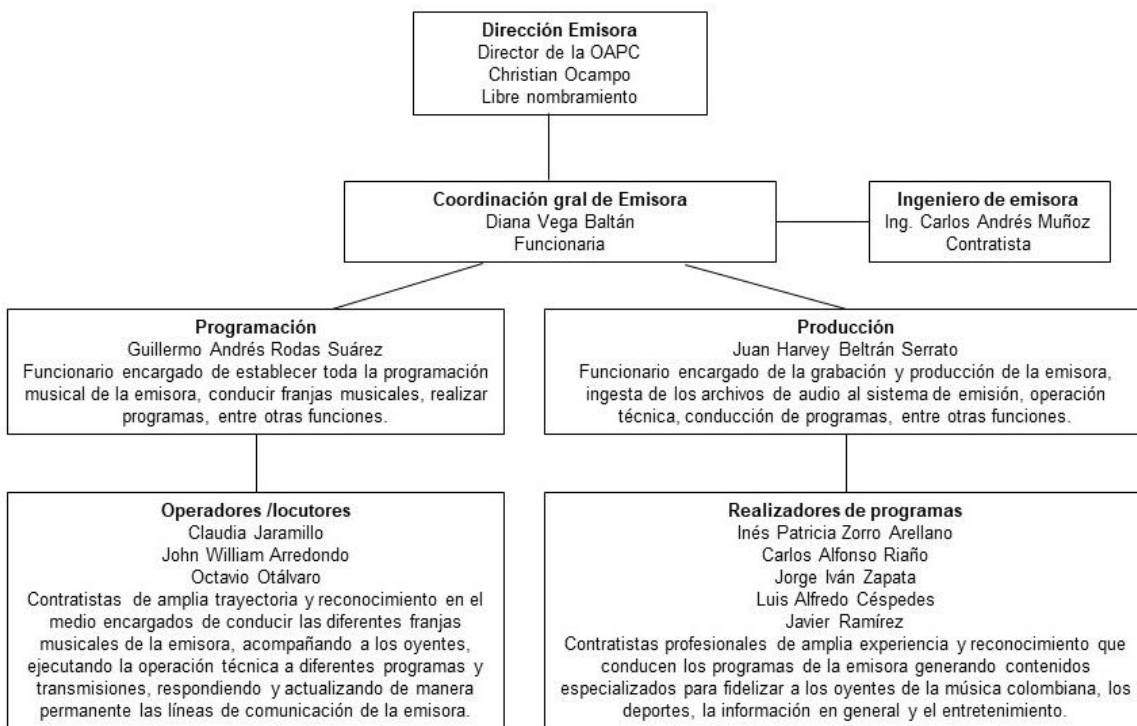 Dirección Emisora
Director de la OAPC
Christian Ocampo
Libre nombramiento
Coordinación gral de Emisora
Diana Vega Baltán
Funcionaria
Ingeniero de emisora
Ing. Carlos Andrés Muñoz
Contratista
Programación
Guillermo Andrés Rodas Suárez
Funcionario encargado de establecer toda la programación
musical de la emisora, conducir franjas musicales, realizar
programas, entre otras funciones.
Producción
Juan Harvey Beltrán Serrato
Funcionario encargado de la grabación y producción de la emisora,
ingesta de los archivos de audio al sistema de emisión, operación
técnica, conducción de programas, entre otras funciones.
Operadores /locutores
Claudia Jaramillo
John William Arredondo
Octavio Otálvaro
Contratistas de amplia trayectoria y reconocimiento en el
medio encargados de conducir las diferentes franjas
musicales de la emisora, acompañando a los oyentes,
ejecutando la operación técnica a diferentes programas y
transmisiones, respondiendo y actualizando de manera
permanente las líneas de comunicación de la emisora.
Realizadores de programas
Inés Patricia Zorro Arellano
Carlos Alfonso Riaño
Jorge Iván Zapata
Luis Alfredo Céspedes
Javier Ramírez
Contratistas profesionales de amplia experiencia y reconocimiento que
conducen los programas de la emisora generando contenidos
especializados para fidelizar a los oyentes de la música colombiana, los
deportes, la información en general y el entretenimiento.